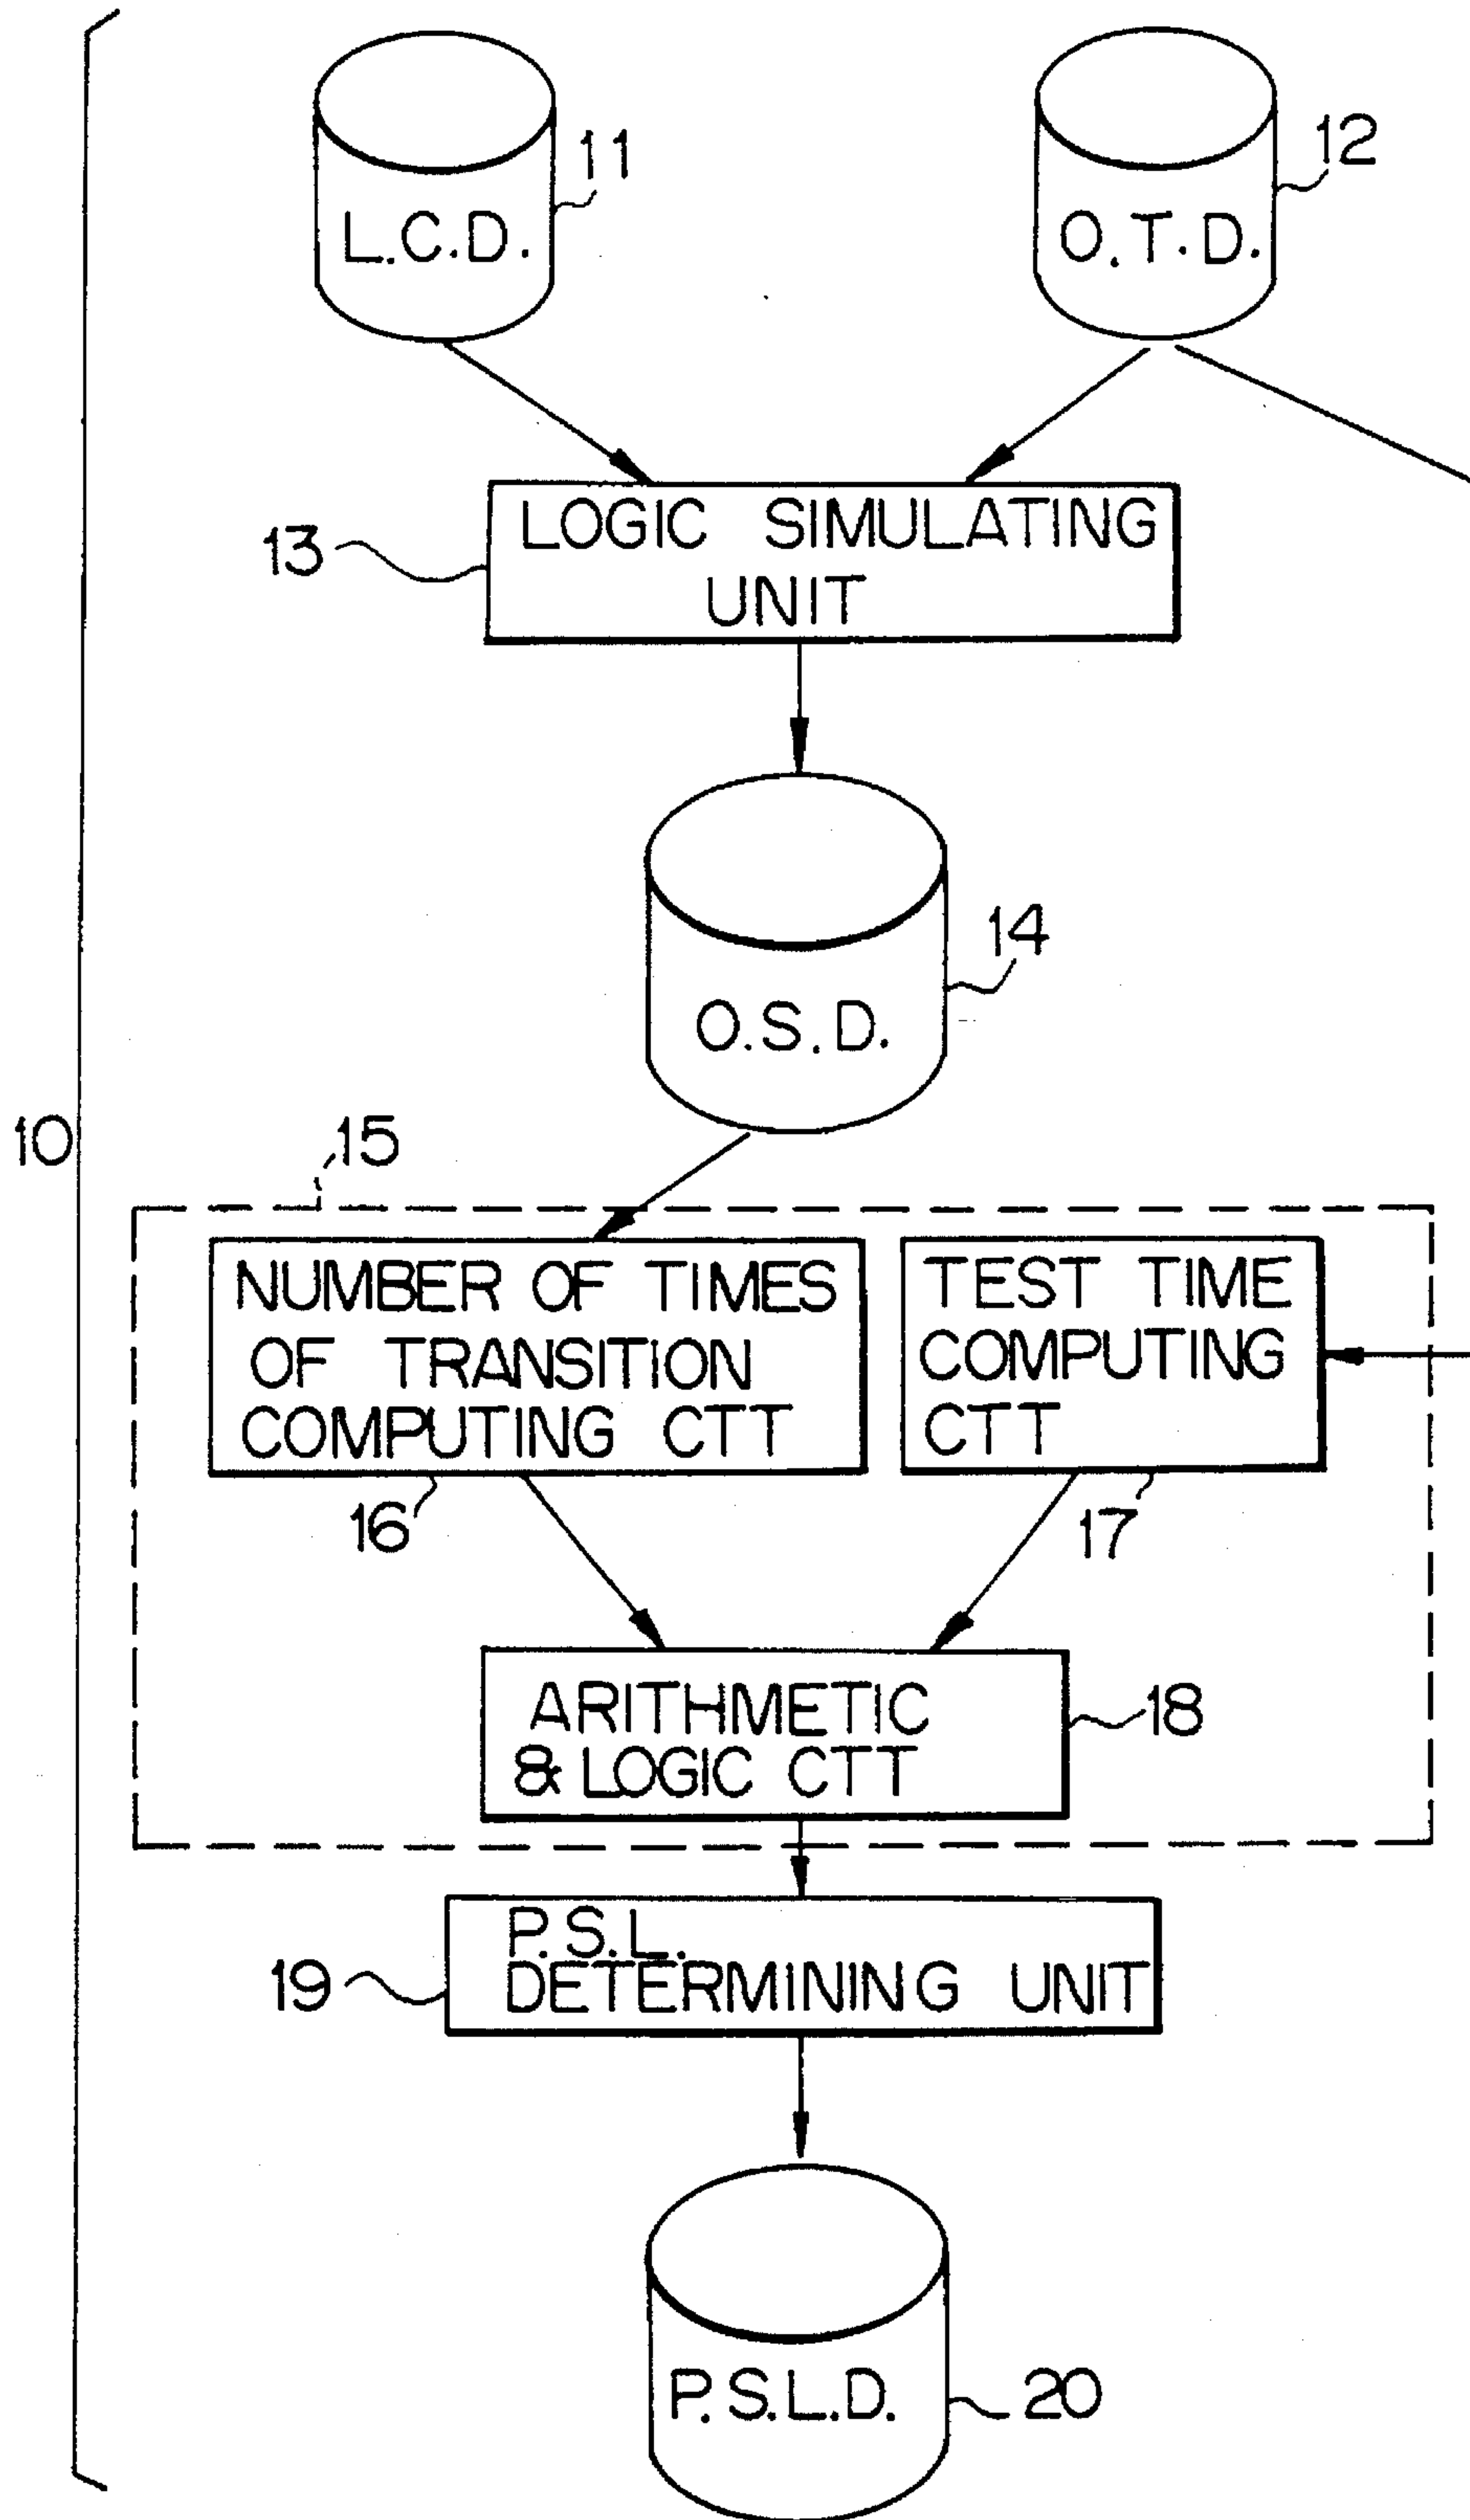 11
12
L.C.D.
O.T.D.
13
LOGIC SIMULATING
UNIT
14
O.S.D.
10
15
NUMBER OF TIMES
OF TRANSITION
COMPUTING CTT
TEST TIME
COMPUTING
CTT
16
17
ARITHMETIC
& LOGIC CTT
18
P.S.L.
DETERMINING UNIT
19
P.S.L.D.
20